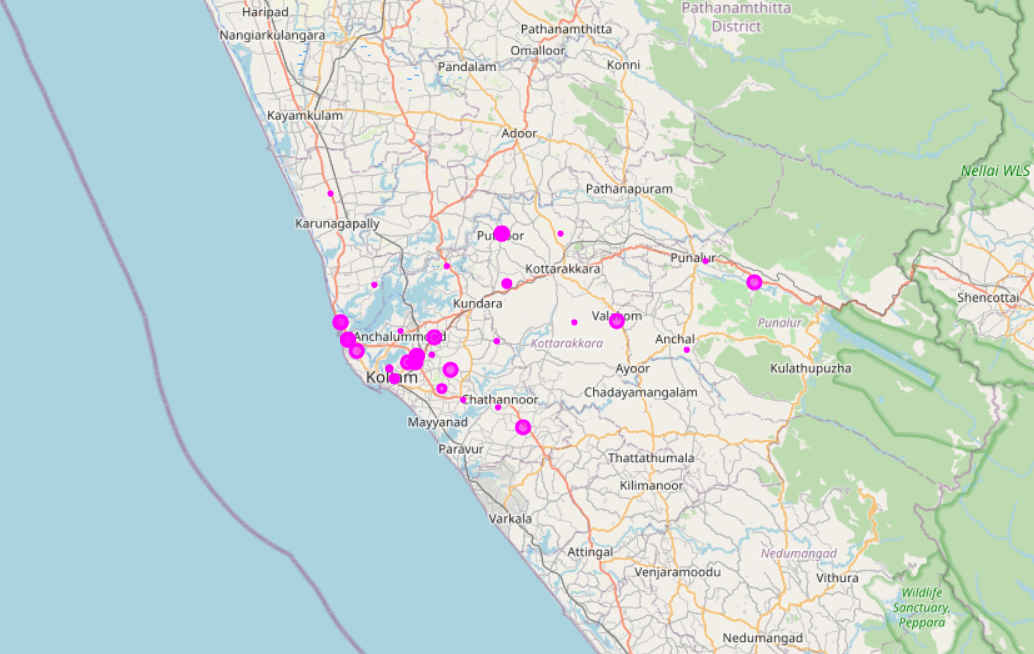 Haripad
Nangiarkulangara
Pathanamthitta
District
Pathanamthitta
Omalloor
Pandalam
Konni
Kayamkulam
Adoor
Nellai WLS
Pathanapuram
Karunagapally
Punalur
Kottarakkara
Shencottai
Kundara
Punalur
Anchalummood
Kottarakkara
Anchal
Ayoor
Kulathupuzha
Kollam
Chadayamangalam
Chathannoor
Mayyanad
Paravur
Thattathumala
Kilimanoor
Varkala
Attingal
Nedumangad
Venjaramoodu
Vithura
Wildlife
Sanctuary,
Peppara
Nedumangad